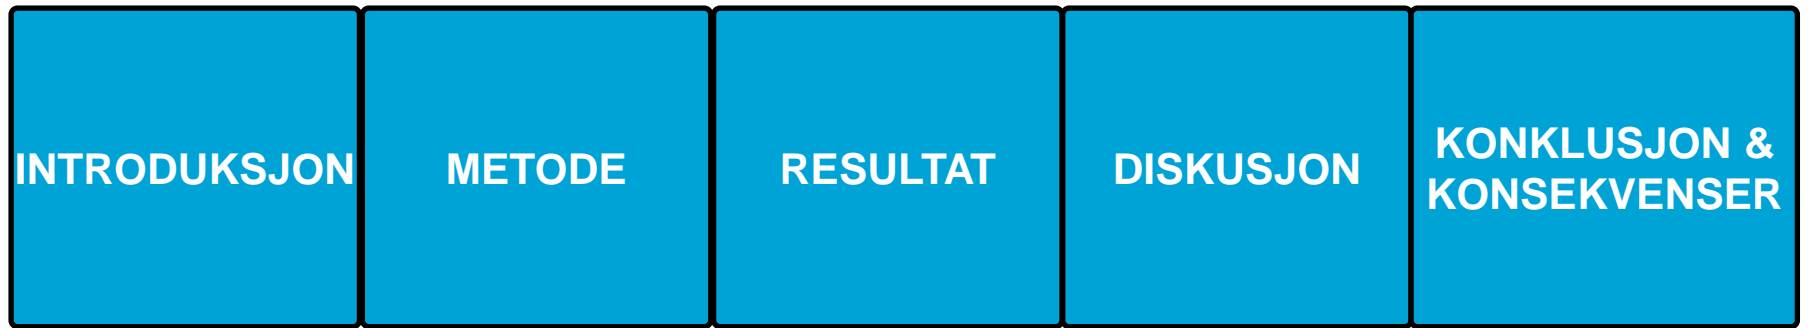 INTRODUKSJON
METODE
RESULTAT
DISKUSJON
KONKLUSJON &
KONSEKVENSER